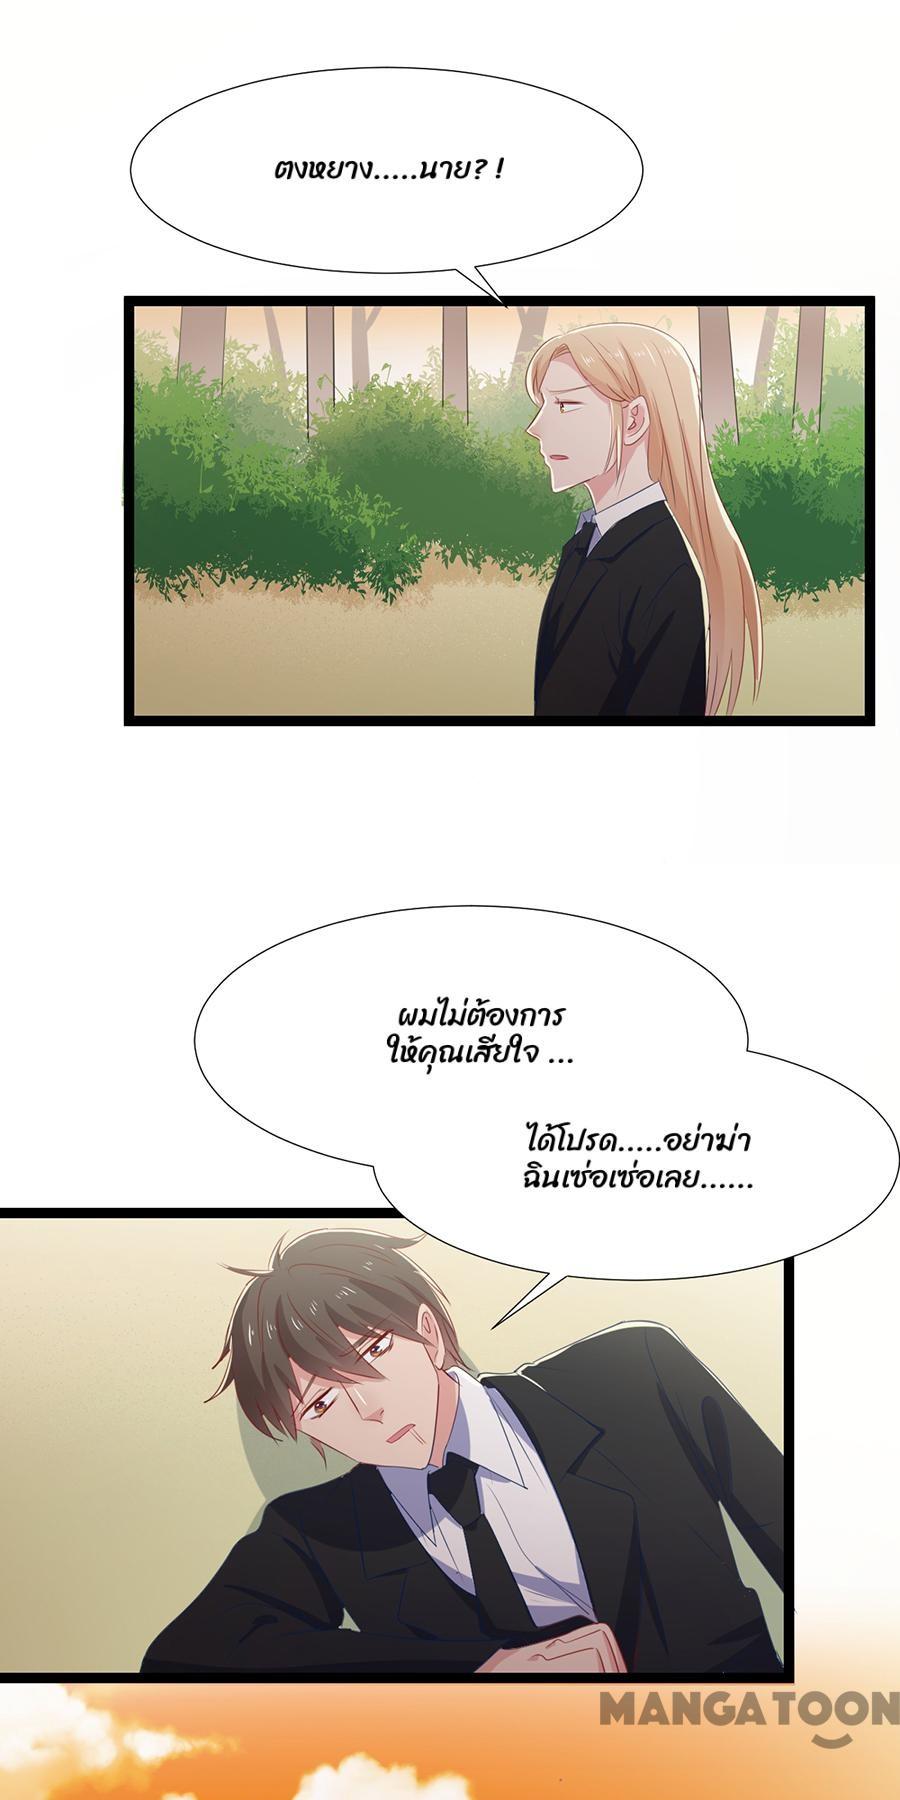 ตงหยาง.....นาย?!
ผมไม่ต้องการ
ให้คุณเสียใจ ...
ได้โปรด.....อย่าฆ่า
ฉินเซ่อเซ่อเลย......
MANGATOON